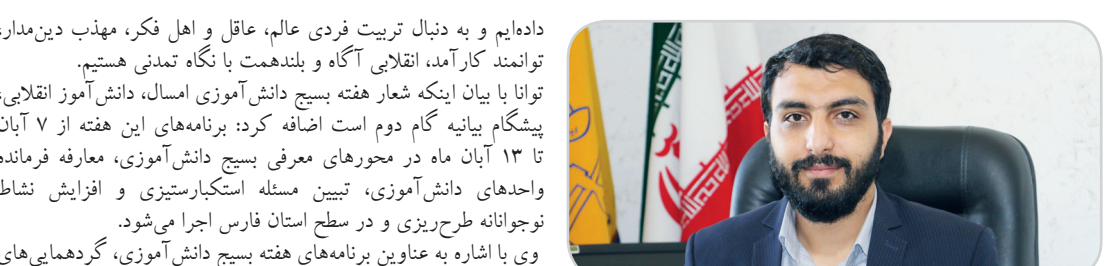 داده‌ایم و به دنبال تربیت فردی عالم، عاقل و اهل فکر، مهذب دین‌مدار،
توانمند کارآمد، انقلابی آگاه و بلندهمت با نگاه تمدنی هستیم.
توانا با بیان اینکه شعار هفته بسیج دانش‌آموزی امسال، دانش‌آموز انقلابی،
پیشگام بیانیه گام دوم است اضافه کرد: برنامه‌های این هفته از ۷ آبان
تا ۱۳ آبان ماه در محورهای معرفی بسیج دانش‌آموزی، معارفه فرمانده
واحدهای دانش‌آموزی، تبیین مسئله استکبارستیزی و افزایش نشاط
نوجوانانه طرح‌ریزی و در سطح استان فارس اجرا می‌شود.
وی با اشاره به عناوین برنامه‌های هفته بسیج دانش‌آموزی، گردهمایی‌های